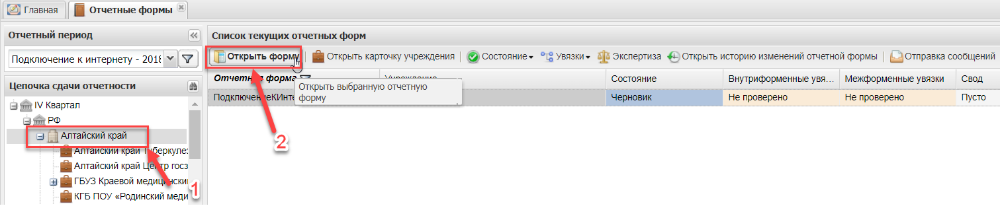 Главная
Отчетные формы
Отчетный период
Подключение к интернету - 2018
Цепочка сдачи отчетности
IV Квартал
РФ
Алтайский край
Алтайский край Туберкулез
Алтайский край Центр госз
ГБУЗ Краевой медицински
КГБ ПОУ «Родинский меди
1
Список текущих отчетных форм
Открыть форму Открыть карточку учреждения Состояние Увязки Экспертиза Открыть историю изменений отчетной формы Отправка сообщений
Отчетная форма Учреждение Состояние Внутриформенные увя... Межформенные увязки Свод
ПодключениеКИнте Черновик Не проверено Не проверено Пусто
Открыть выбранную отчетную
форму
2